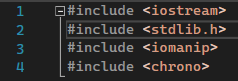 1 #include <iostream>
2 #include <stdlib.h>
3 #include <iomanip>
4 #include <chrono>